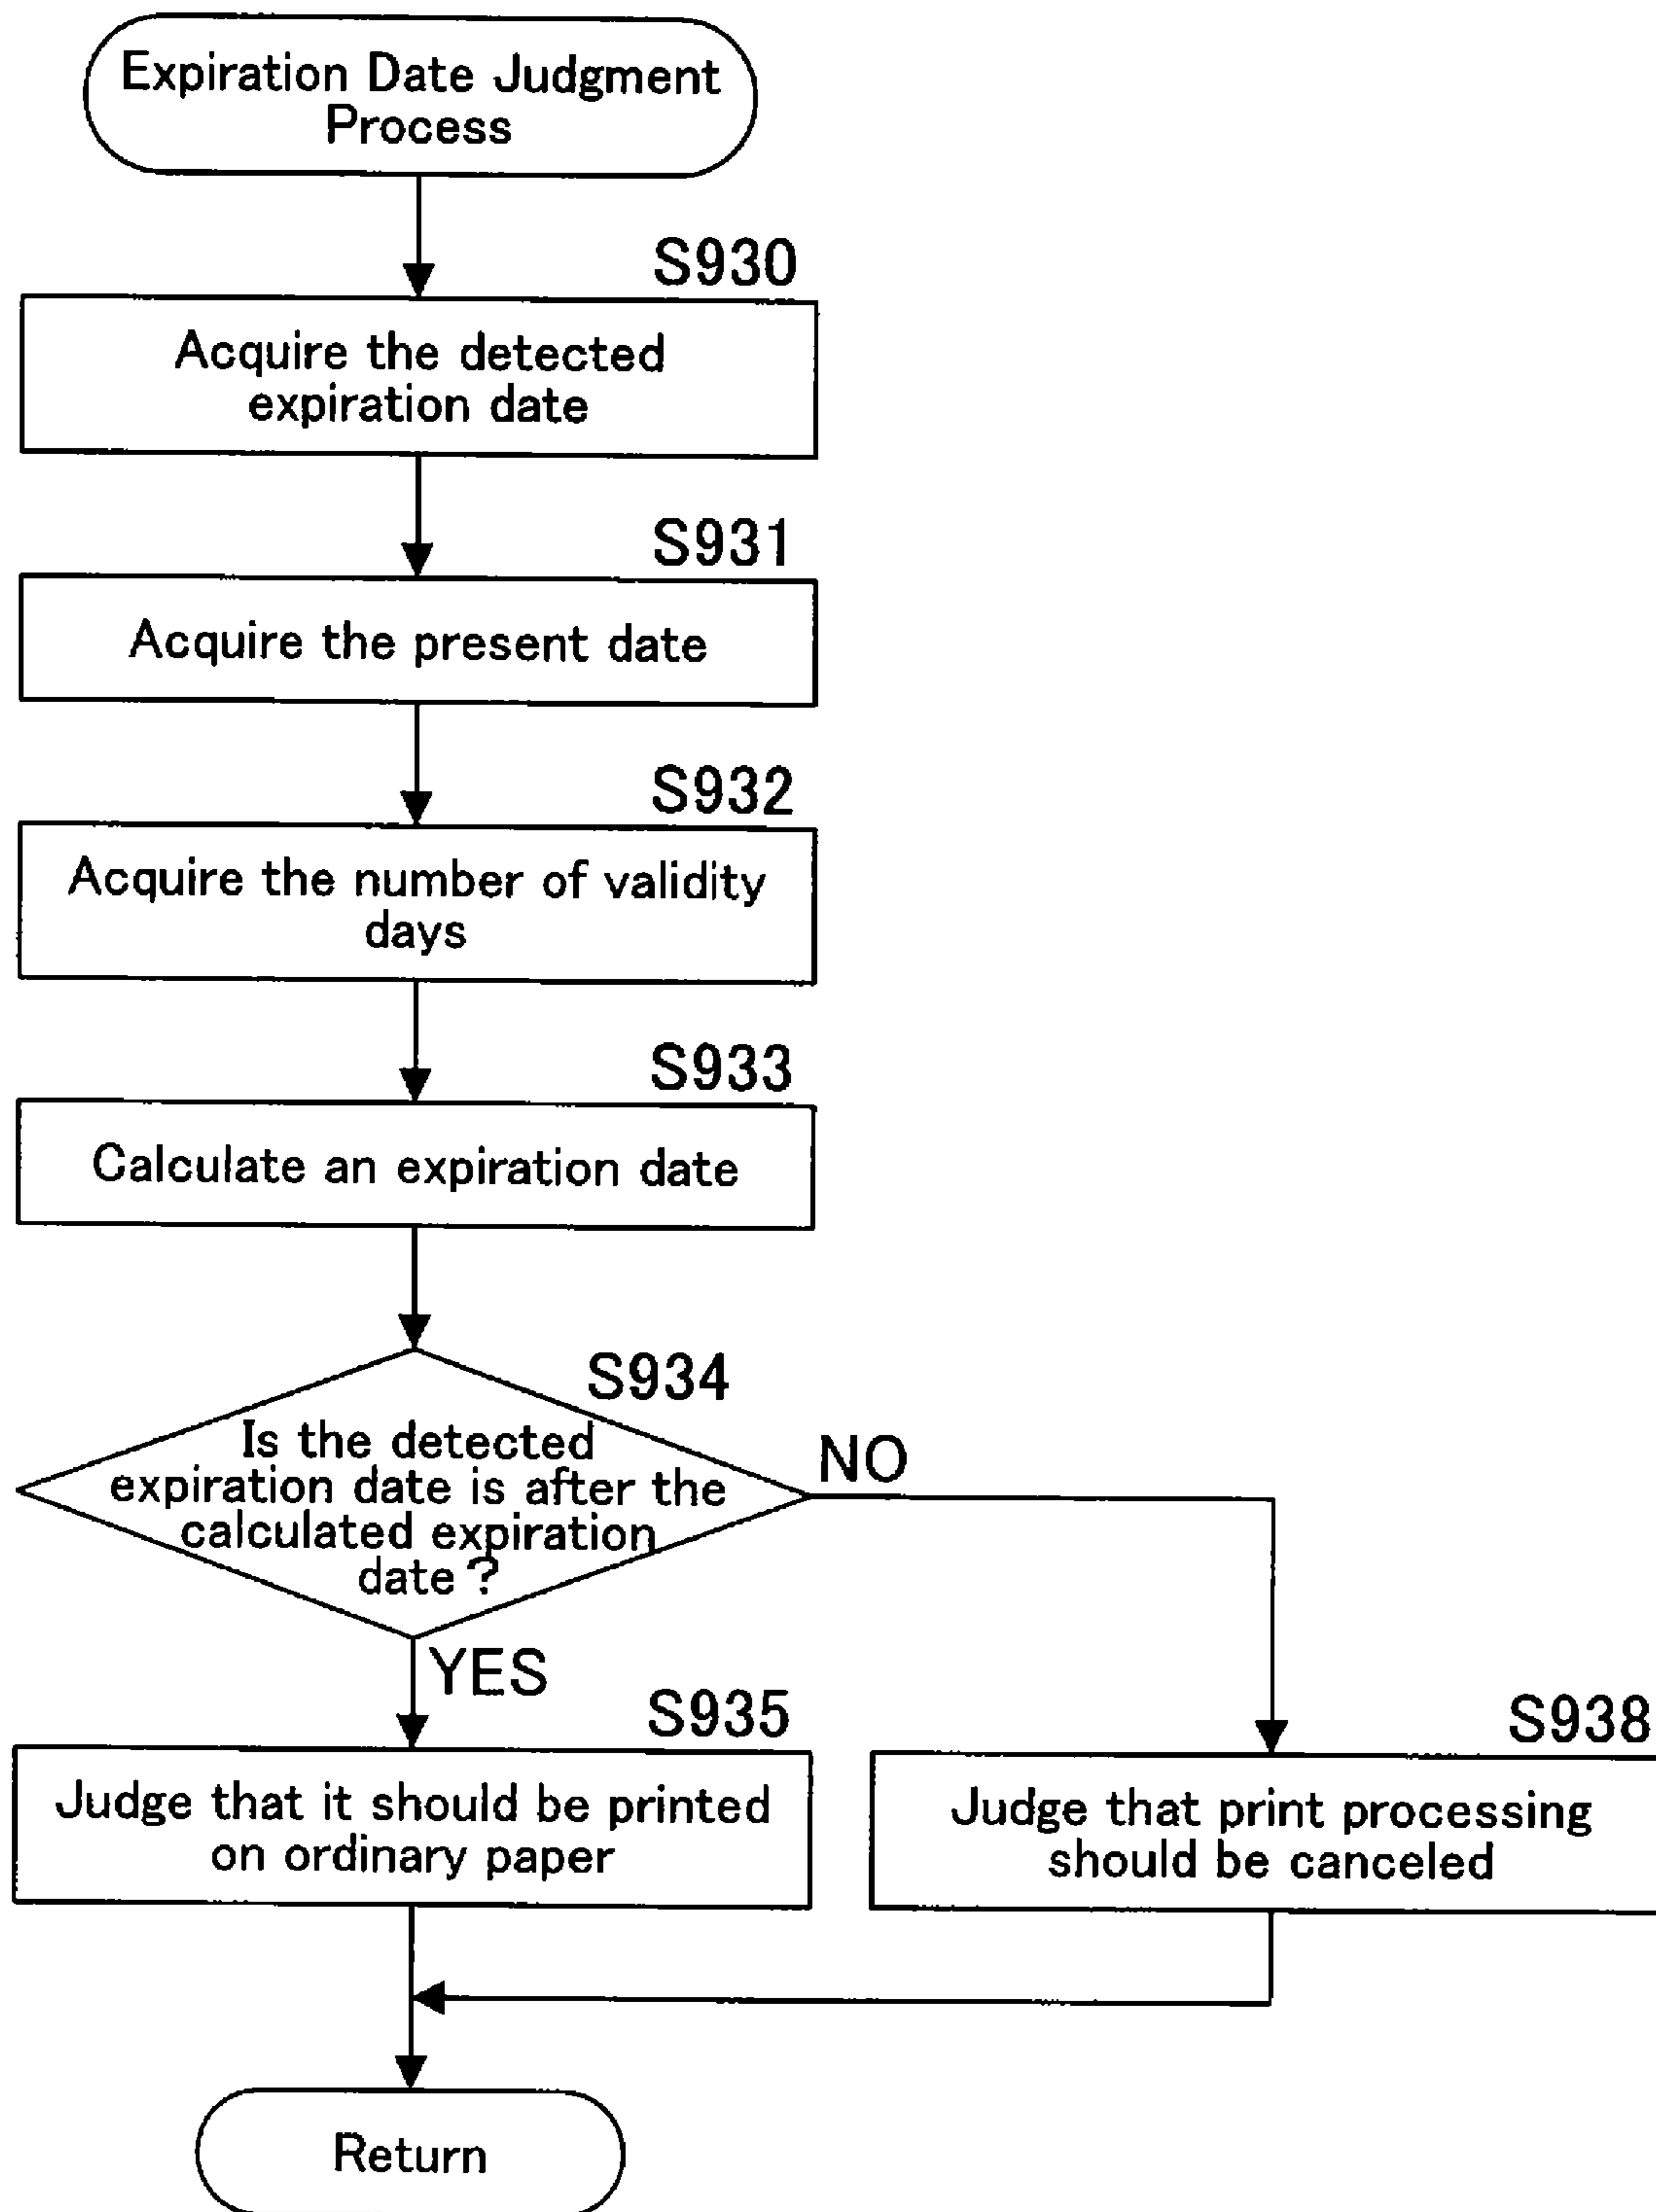 Expiration Date Judgment
Process
S930
Acquire the detected
expiration date
S931
Acquire the present date
S932
Acquire the number of validity
days
S933
Calculate an expiration date
S934
Is the detected
expiration date is after the
calculated expiration
date ?
NO
YES
S935
Judge that it should be printed
on ordinary paper
S938
Judge that print processing
should be canceled
Return